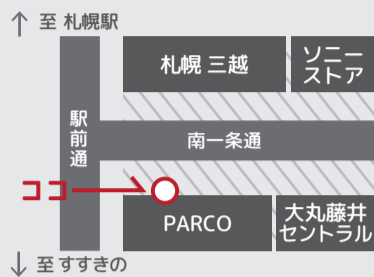 至 札幌駅
札幌 三越
ソニー
ストア
駅前通
南一条通
ココ
PARCO
大丸藤井
セントラル
至 すすきの